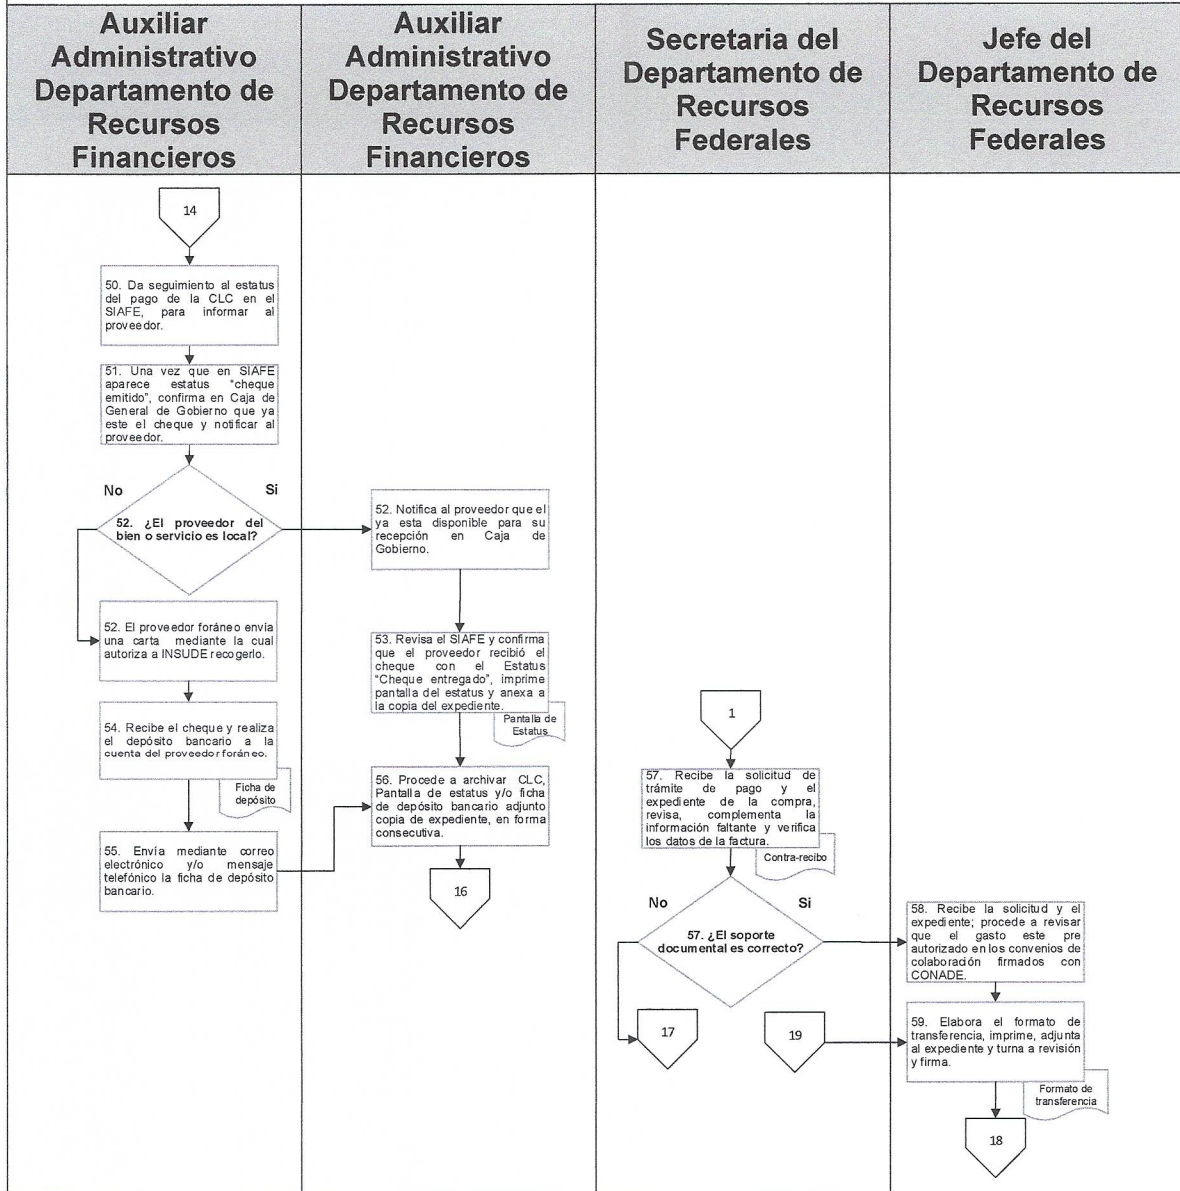 Auxiliar
Administrativo
Departamento de
Recursos
Financieros
Auxiliar
Administrativo
Departamento de
Recursos
Financieros
Secretaria del
Departamento de
Recursos
Federales
Jefe del
Departamento de
Recursos
Federales
14
50. Da seguimiento al estatus
del pago de la CLC en el
SIAFE, para informar al
proveedor.
51. Una vez que en SIAFE
aparece estatus "cheque
emitido", confirma en Caja de
General de Gobierno que ya
este el cheque y notificar al
proveedor.
No
Si
52. ¿El proveedor del
bien o servicio es local?
52. El proveedor foráneo envía
una carta mediante la cual
autoriza a INSUDE recogerlo.
54. Recibe el cheque y realiza
el depósito bancario a la
cuenta del proveedor foráneo.
Ficha de
depósito
55. Envía mediante correo
electrónico y/o mensaje
telefónico la ficha de depósito
bancario.
52. Notifica al proveedor que el
ya esta disponible para su
recepción en Caja de
Gobierno.
53. Revisa el SIAFE y confirma
que el proveedor recibió el
cheque con el Estatus
"Cheque entregado", imprime
pantalla del estatus y anexa a
la copia del expediente.
Pantalla de
Estatus
56. Procede a archivar CLC,
Pantalla de estatus y/o ficha
de depósito bancario adjunto
copia de expediente, en forma
consecutiva.
16
1
57. Recibe la solicitud de
trámite de pago y el
expediente de la compra,
revisa, complementa la
información faltante y verifica
los datos de la factura.
Contra-recibo
No
Si
57. ¿El soporte
documental es correcto?
17
19
58. Recibe la solicitud y el
expediente; procede a revisar
que el gasto este pre
autorizado en los convenios de
colaboración firmados con
CONADE.
59. Elabora el formato de
transferencia, imprime, adjunta
al expediente y turna a revisión
y firma.
Formato de
transferencia
18